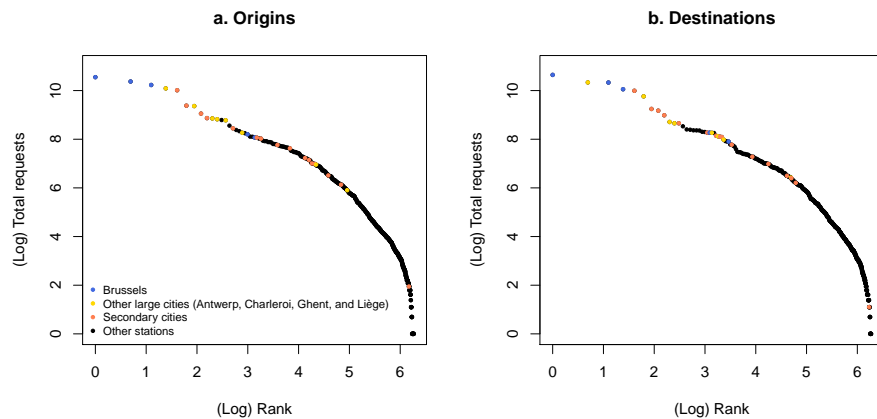 a. Origins
(Log) Total requests
10
8
6
4
2
0
Brussels
Other large cities (Antwerp, Charleroi, Ghent, and Liège)
Secondary cities
Other stations
0 1 2 3 4 5 6
(Log) Rank
b. Destinations
(Log) Total requests
10
8
6
4
2
0
0 1 2 3 4 5 6
(Log) Rank